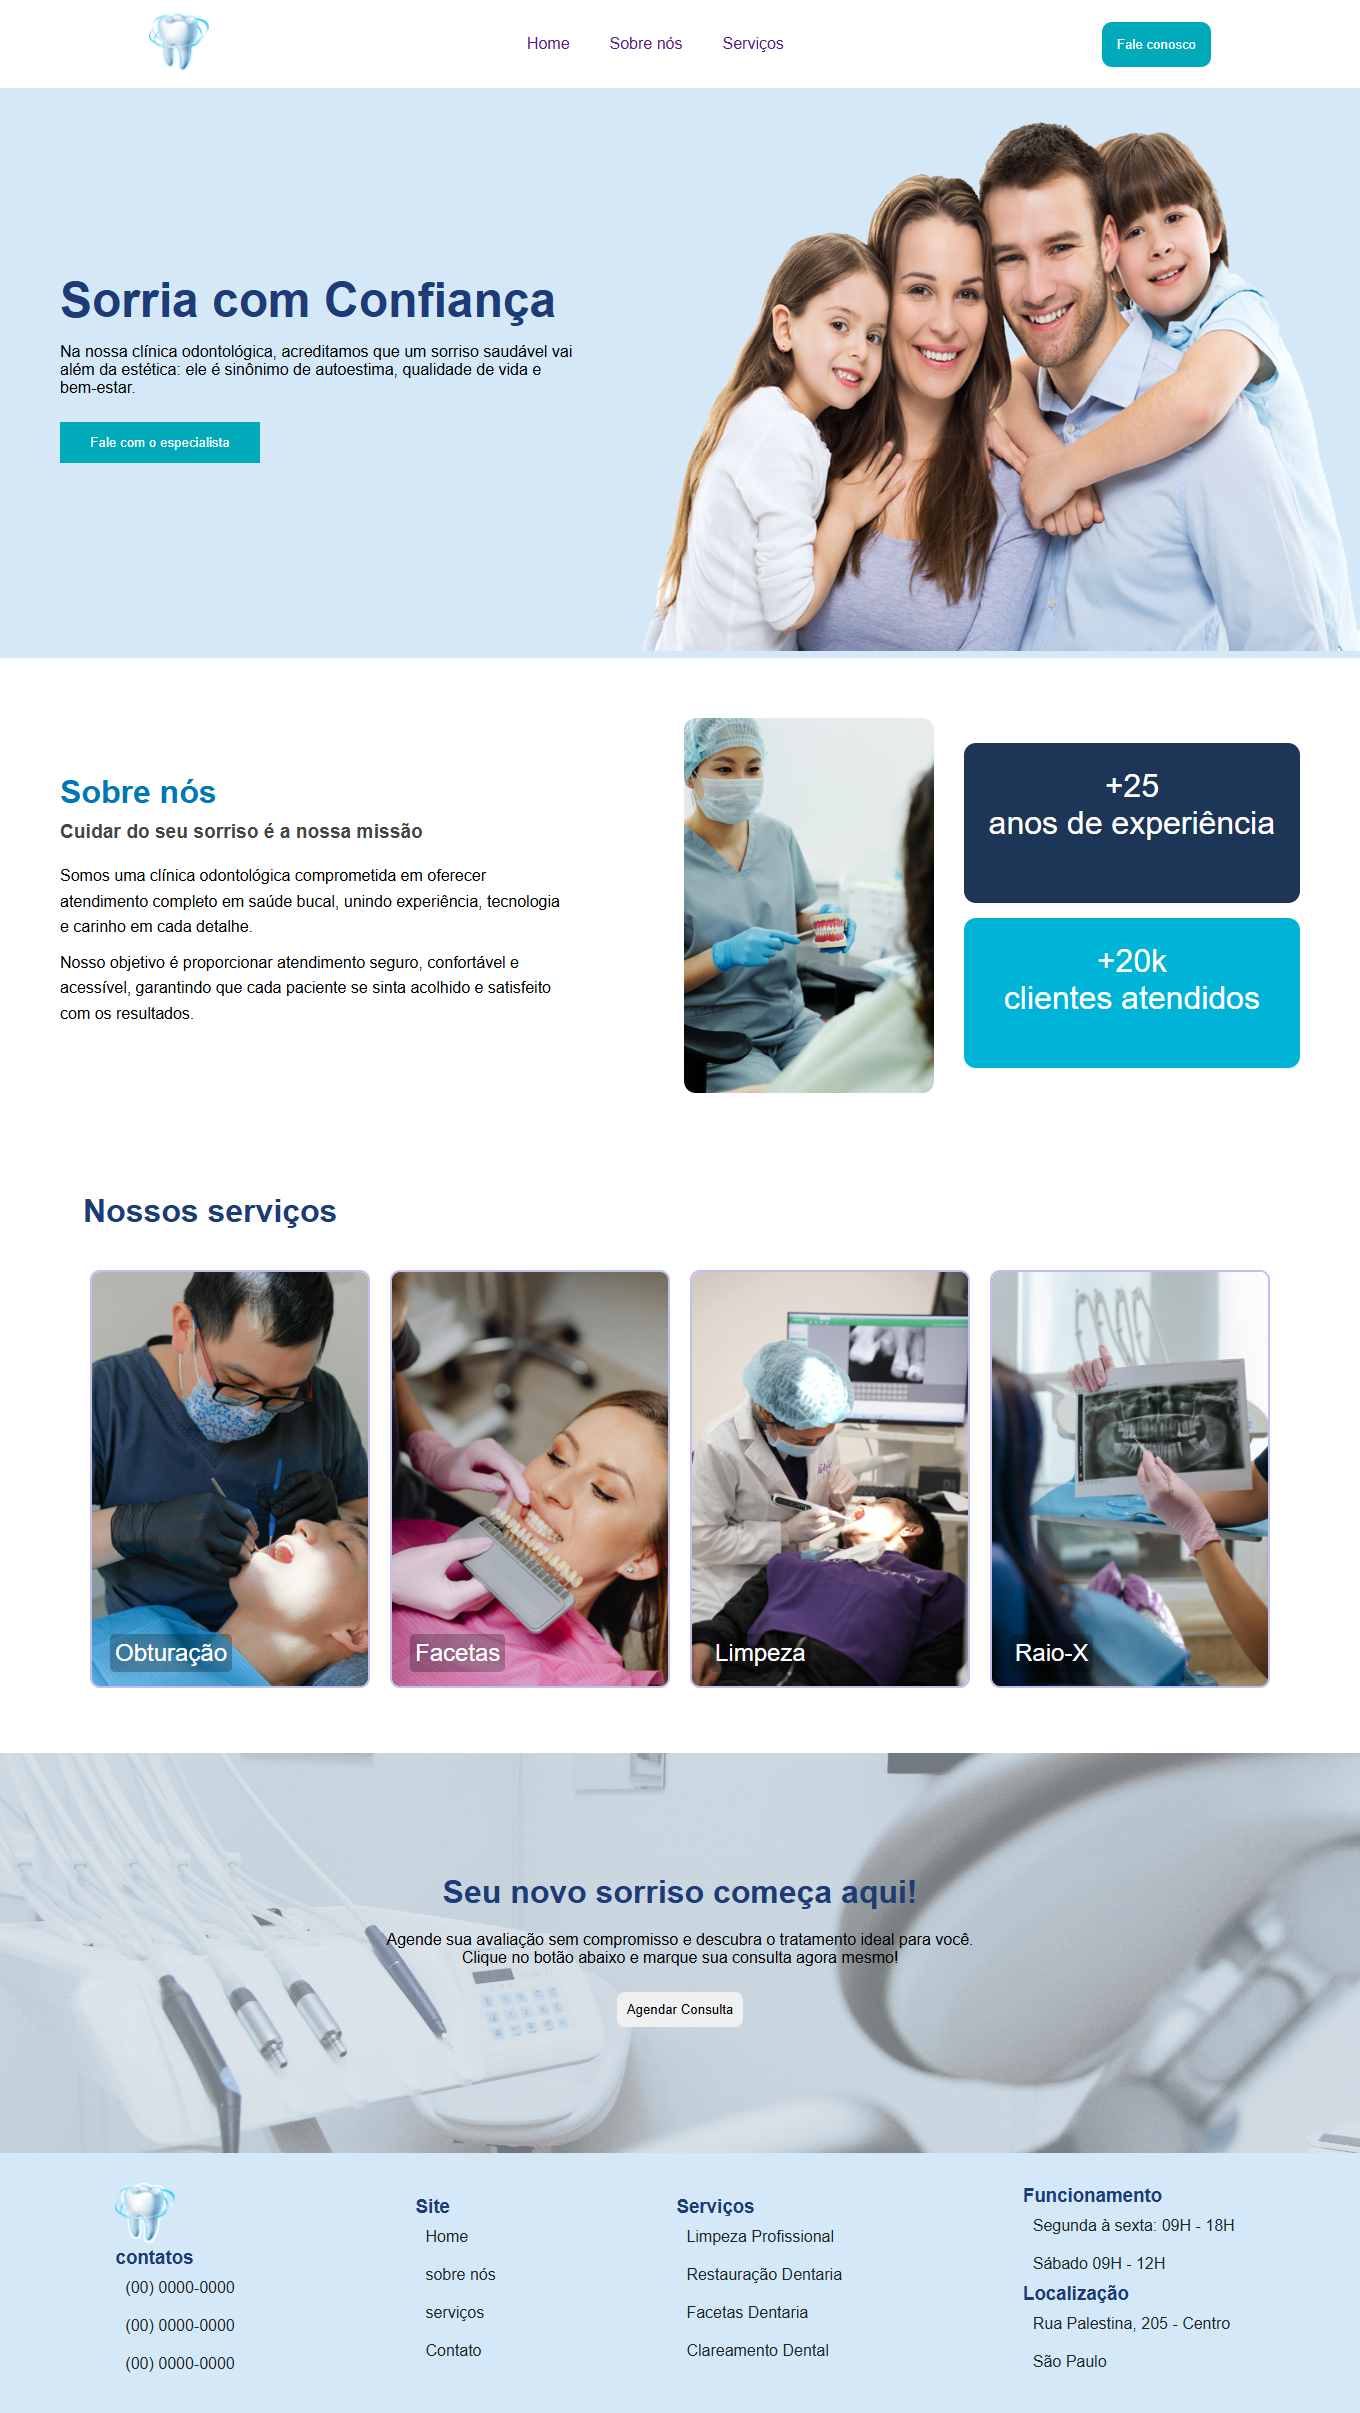 Home
Sobre nós
Serviços
Fale conosco
Sorria com Confiança
Na nossa clínica odontológica, acreditamos que um sorriso saudável vai
além da estética: ele é sinônimo de autoestima, qualidade de vida e
bem-estar.
Fale com o especialista
Sobre nós
Cuidar do seu sorriso é a nossa missão
Somos uma clínica odontológica comprometida em oferecer
atendimento completo em saúde bucal, unindo experiência, tecnologia
e carinho em cada detalhe.
Nosso objetivo é proporcionar atendimento seguro, confortável e
acessível, garantindo que cada paciente se sinta acolhido e satisfeito
com os resultados.
+25
anos de experiência
+20k
clientes atendidos
Nossos serviços
Obturação
Facetas
Limpeza
Raio-X
Seu novo sorriso começa aqui!
Agende sua avaliação sem compromisso e descubra o tratamento ideal para você.
Clique no botão abaixo e marque sua consulta agora mesmo!
Agendar Consulta
contatos
(00) 0000-0000
(00) 0000-0000
(00) 0000-0000
Site
Home
sobre nós
serviços
Contato
Serviços
Limpeza Profissional
Restauração Dentaria
Facetas Dentaria
Clareamento Dental
Funcionamento
Segunda à sexta: 09H - 18H
Sábado 09H - 12H
Localização
Rua Palestina, 205 - Centro
São Paulo